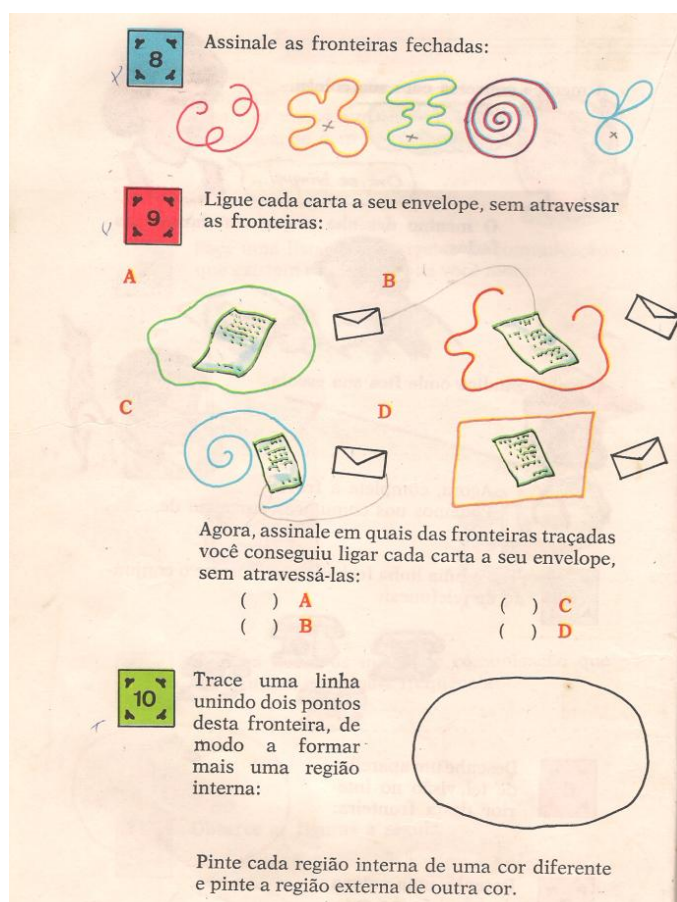 8
Assinale as fronteiras fechadas:
9
Ligue cada carta a seu envelope, sem atravessar
as fronteiras:
A
B
C
D
Agora, assinale em quais das fronteiras traçadas
você conseguiu ligar cada carta a seu envelope,
sem atravessá-las:
( ) A
( ) C
( ) B
( ) D
10
Trace uma linha
unindo dois pontos
desta fronteira, de
modo a formar
mais uma região
interna:
Pinte cada região interna de uma cor diferente
e pinte a região externa de outra cor.